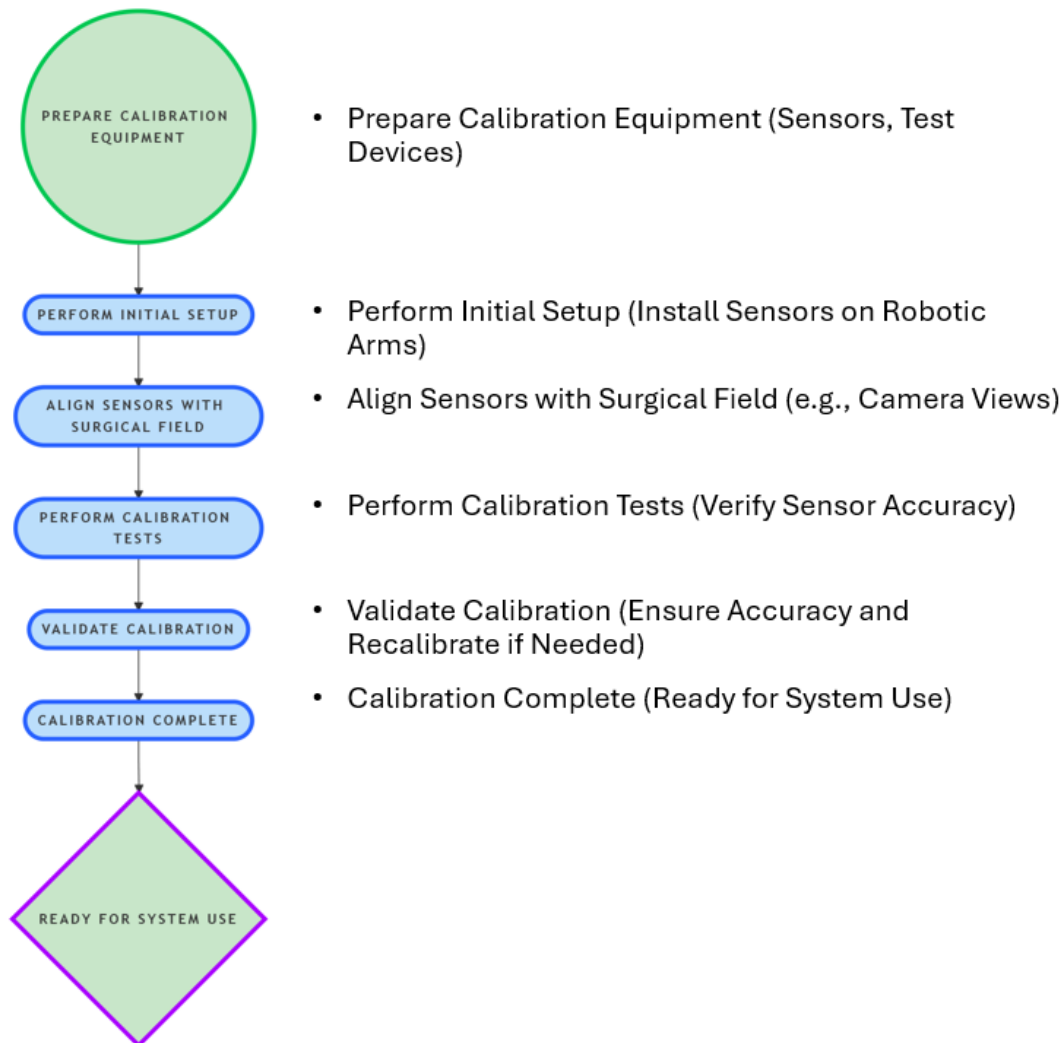 PREPARE CALIBRATION
EQUIPMENT
• Prepare Calibration Equipment (Sensors, Test
Devices)
PERFORM INITIAL SETUP
• Perform Initial Setup (Install Sensors on Robotic
Arms)
ALIGN SENSORS WITH
SURGICAL FIELD
• Align Sensors with Surgical Field (e.g., Camera Views)
PERFORM CALIBRATION
TESTS
• Perform Calibration Tests (Verify Sensor Accuracy)
VALIDATE CALIBRATION
• Validate Calibration (Ensure Accuracy and
Recalibrate if Needed)
CALIBRATION COMPLETE
• Calibration Complete (Ready for System Use)
READY FOR SYSTEM USE